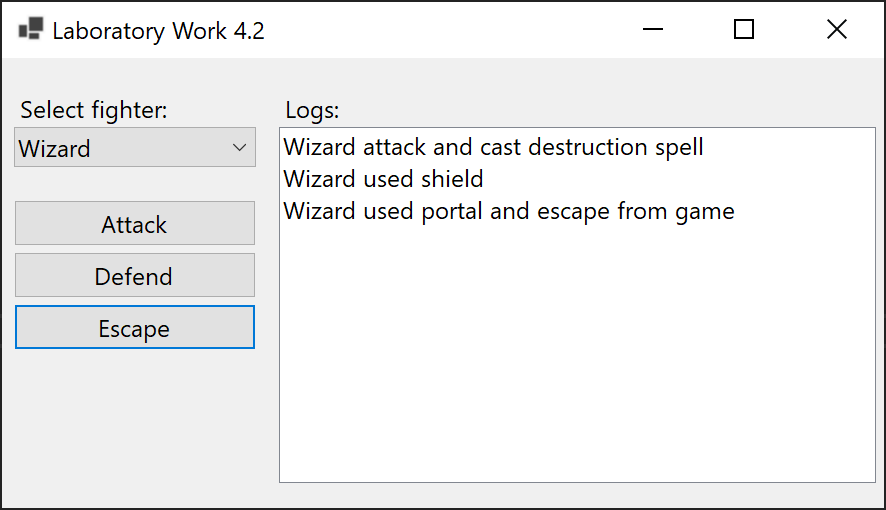 Laboratory Work 4.2
Select fighter:
Wizard
Attack
Defend
Escape
Logs:
Wizard attack and cast destruction spell
Wizard used shield
Wizard used portal and escape from game